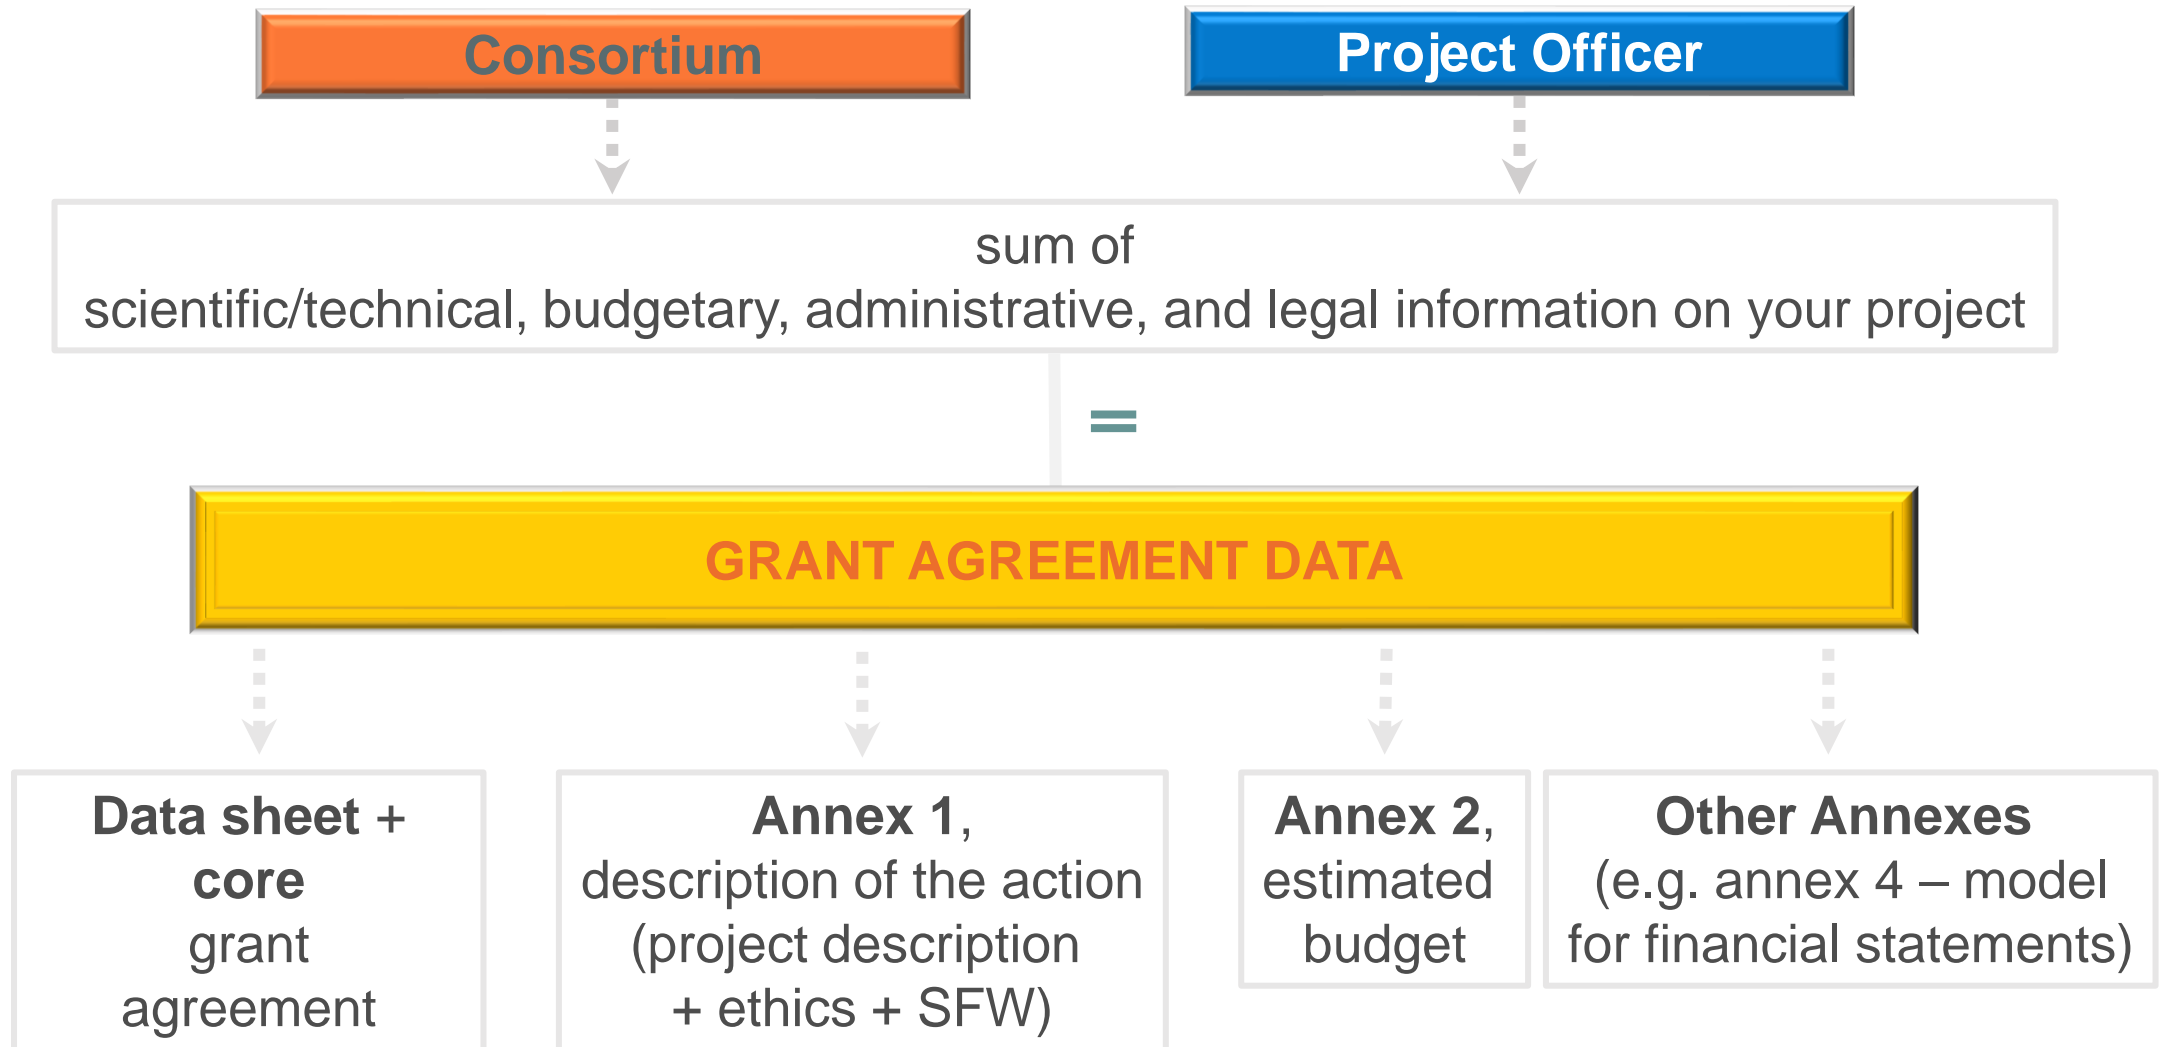 Consortium
Project Officer
sum of
scientific/technical, budgetary, administrative, and legal information on your project
=
GRANT AGREEMENT DATA
Data sheet +
core
grant
agreement
Annex 1,
description of the action
(project description
+ ethics + SFW)
Annex 2,
estimated
budget
Other Annexes
(e.g. annex 4 – model
for financial statements)